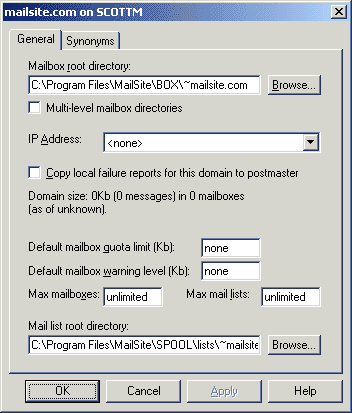 mailsite.com on SCOTTM
General Synonyms
Mailbox root directory:
C:\Program Files\MailSite\BOX\~mailsite.com Browse...
Multi-level mailbox directories
IP Address: <none>
Copy local failure reports for this domain to postmaster
Domain size: 0Kb (0 messages) in 0 mailboxes
(as of unknown).
Default mailbox quota limit (Kb): none
Default mailbox warning level (Kb): none
Max mailboxes: unlimited Max mail lists: unlimited
Mail list root directory:
C:\Program Files\MailSite\SPOOL\lists\~mailsite Browse...
OK Cancel Apply Help